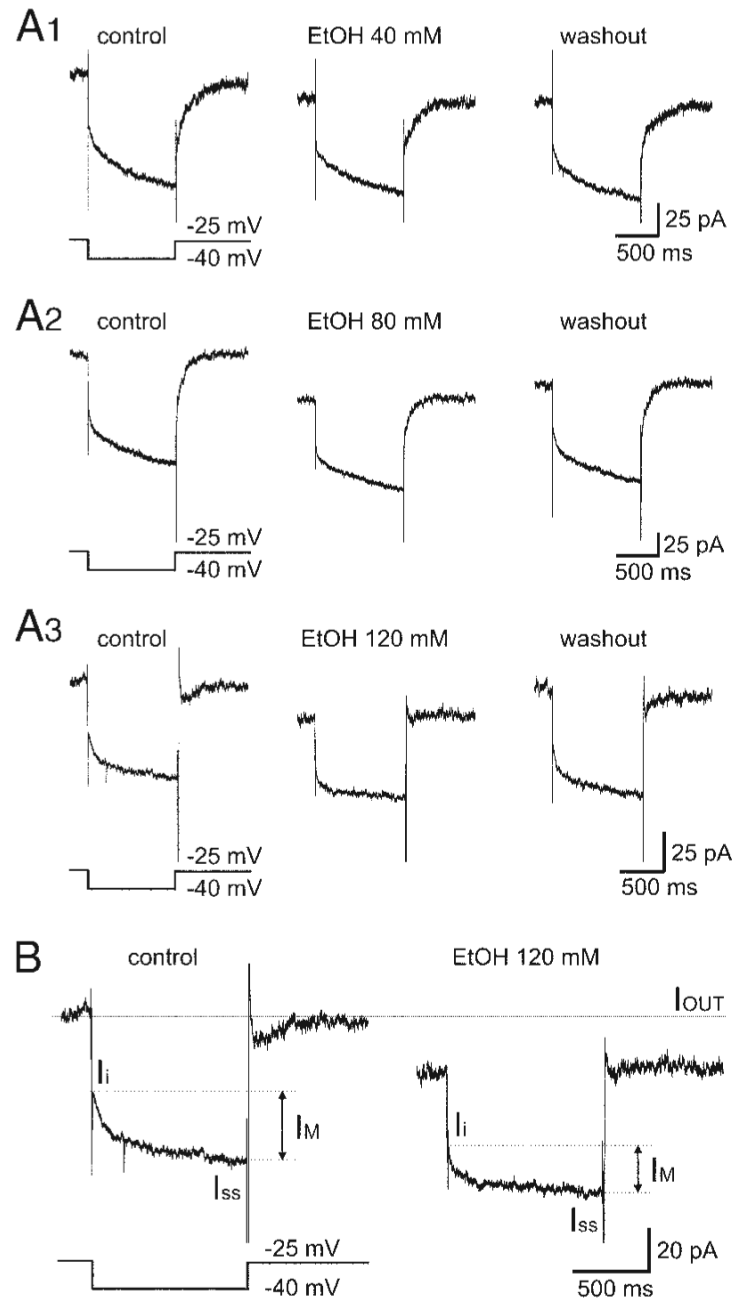 A1
control EtOH 40 mM washout
-25 mV
-40 mV
25 pA
500 ms
A2
control EtOH 80 mM washout
-25 mV
-40 mV
25 pA
500 ms
A3
control EtOH 120 mM washout
-25 mV
-40 mV
25 pA
500 ms
B
control EtOH 120 mM
IOUT
Ii
IM
Iss
Ii
IM
Iss
-25 mV
-40 mV
20 pA
500 ms